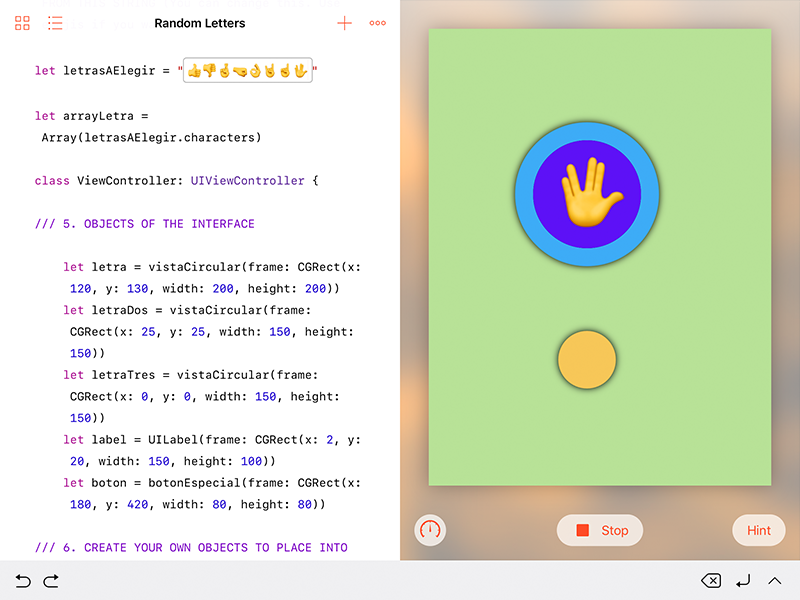 Random Letters
let letrasAElegir = "👍👎🤞🤜👌🤘☝️🖖"
let arrayLetra =
Array(letrasAElegir.characters)
class ViewController: UIViewController {
/// 5. OBJECTS OF THE INTERFACE
let letra = vistaCircular(frame: CGRect(x:
120, y: 130, width: 200, height: 200))
let letraDos = vistaCircular(frame:
CGRect(x: 25, y: 25, width: 150, height:
150))
let letraTres = vistaCircular(frame:
CGRect(x: 0, y: 0, width: 150, height:
150))
let label = UILabel(frame: CGRect(x: 2, y:
20, width: 150, height: 100))
let boton = botonEspecial(frame: CGRect(x:
180, y: 420, width: 80, height: 80))
/// 6. CREATE YOUR OWN OBJECTS TO PLACE INTO
Stop
Hint